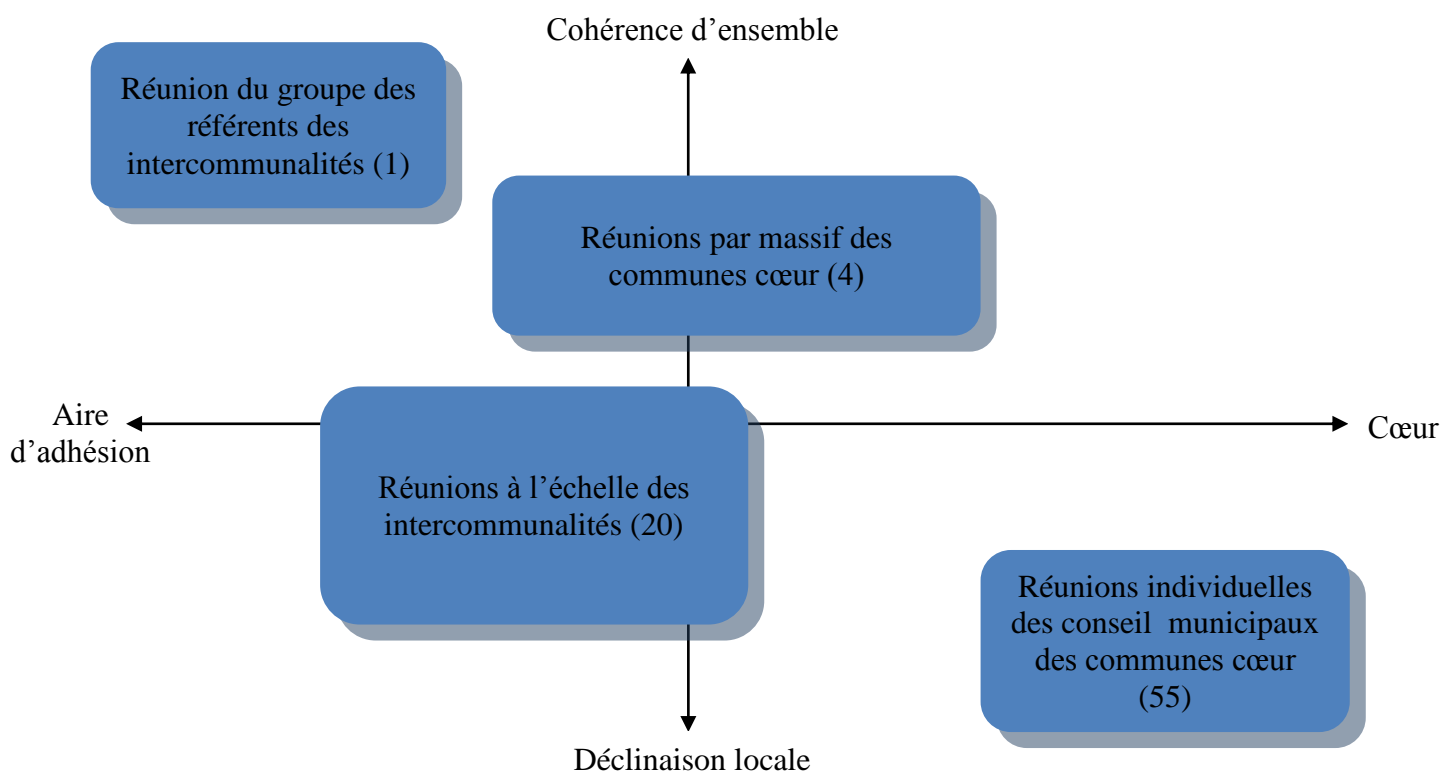 Cohérence d’ensemble
Réunion du groupe des
référents des
intercommunalités (1)
Réunions par massif des
communes cœur (4)
Aire
d’adhésion
Cœur
Réunions à l’échelle des
intercommunalités (20)
Réunions individuelles
des conseil  municipaux
des communes cœur
(55)
Déclinaison locale